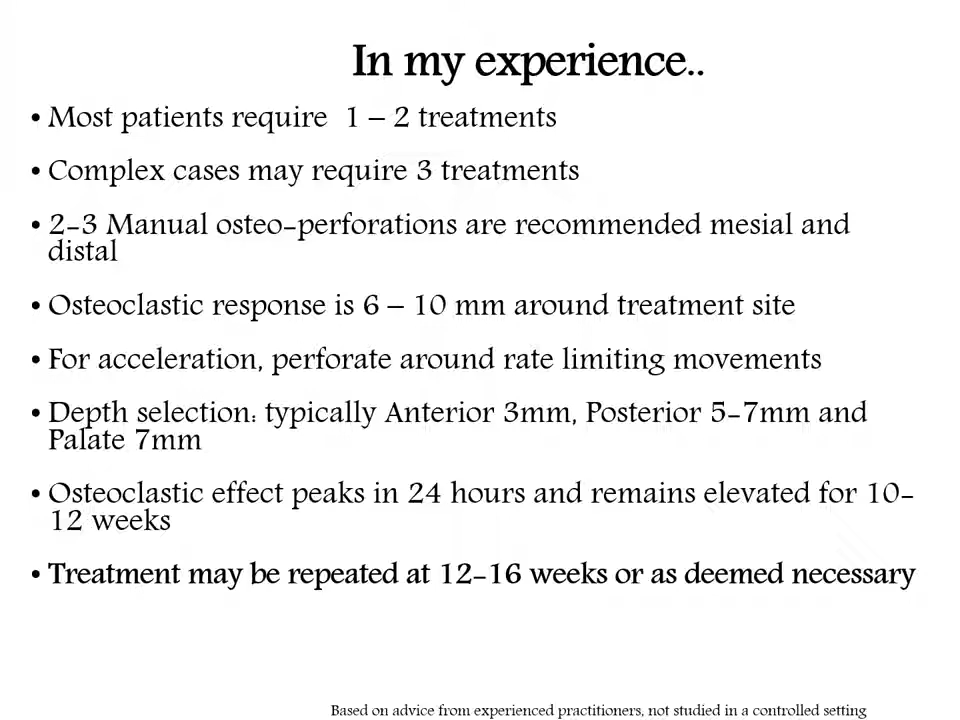 In my experience..
• Most patients require 1 – 2 treatments
• Complex cases may require 3 treatments
• 2-3 Manual osteo-perforations are recommended mesial and
distal
• Osteoclastic response is 6 – 10 mm around treatment site
• For acceleration, perforate around rate limiting movements
• Depth selection: typically Anterior 3mm, Posterior 5-7mm and
Palate 7mm
• Osteoclastic effect peaks in 24 hours and remains elevated for 10-
12 weeks
• Treatment may be repeated at 12-16 weeks or as deemed necessary
Based on advice from experienced practitioners, not studied in a controlled setting